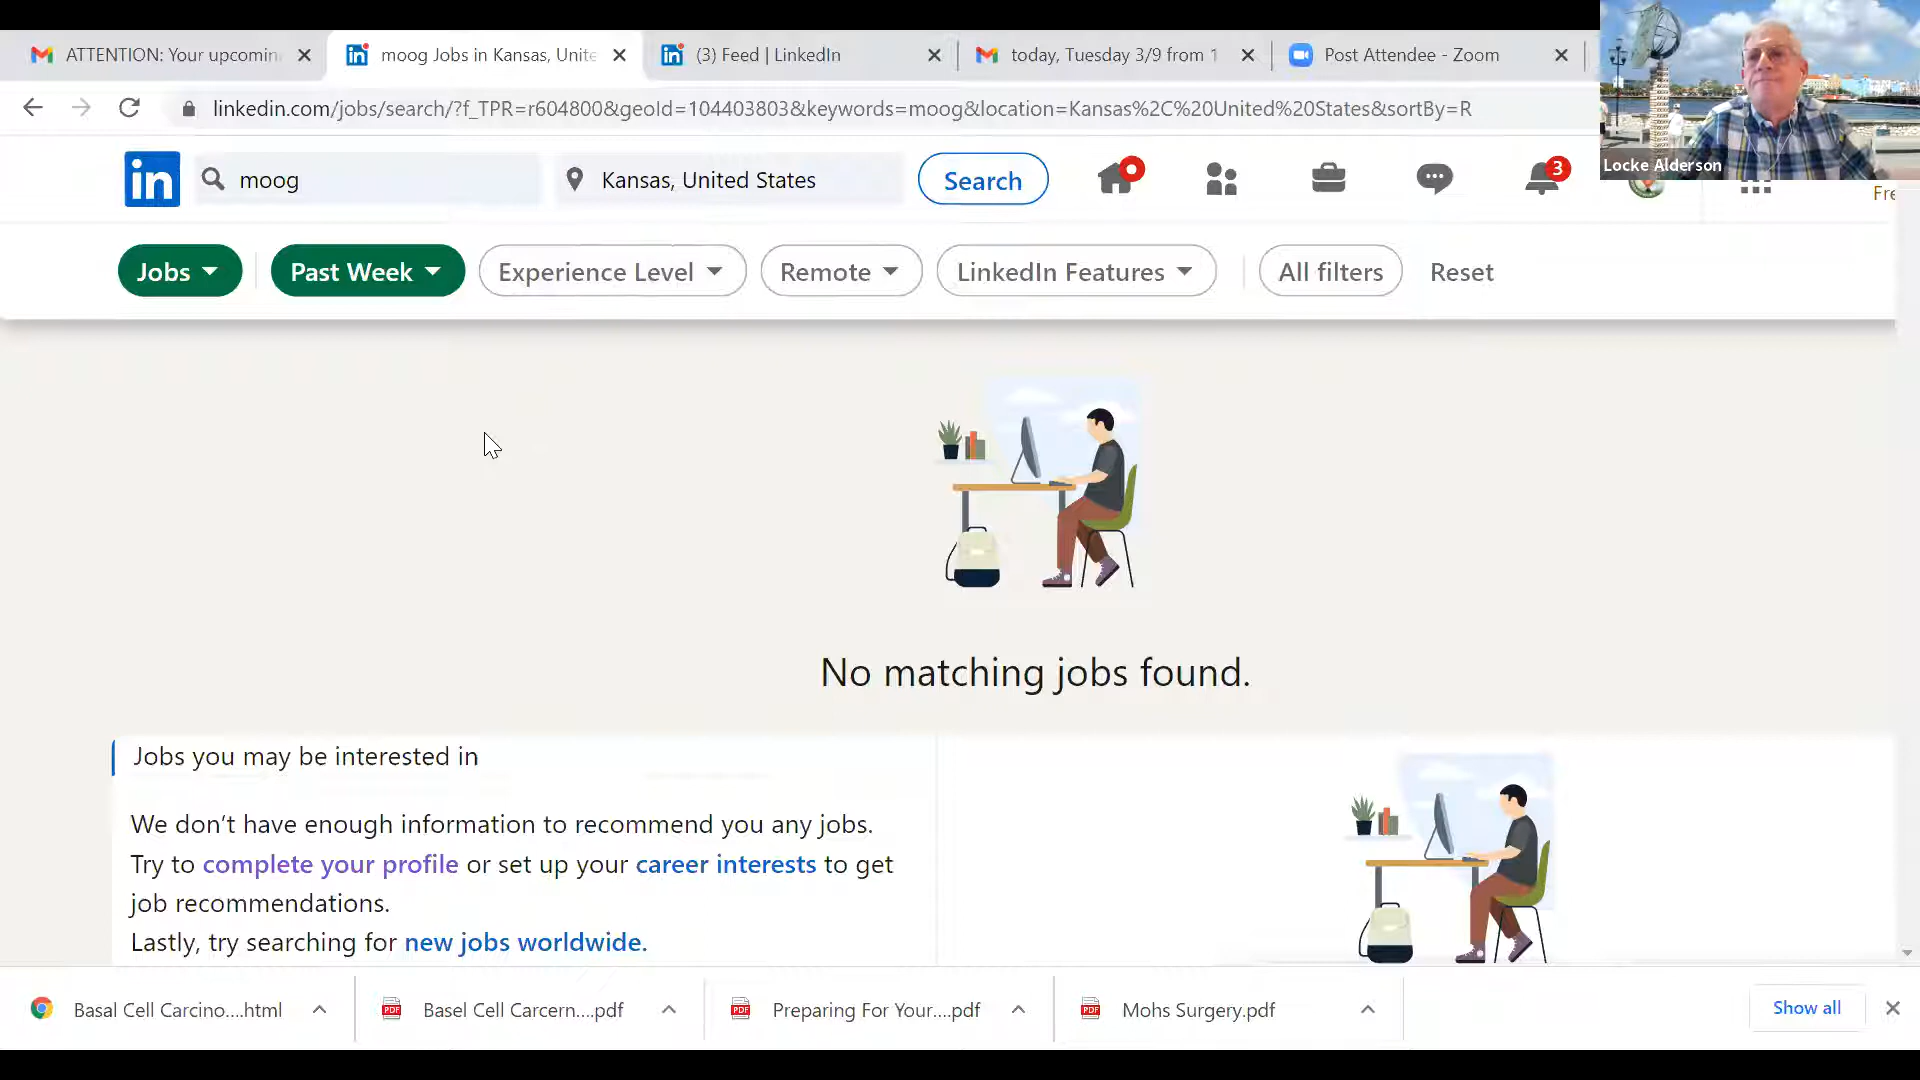 ATTENTION: Your upcomin
moog Jobs in Kansas, Unite
(3) Feed | LinkedIn
today, Tuesday 3/9 from 1
Post Attendee - Zoom
linkedin.com/jobs/search/?f_TPR=r604800&geoId=104403803&keywords=moog&location=Kansas%2C%20United%20States&sortBy=R
Locke Alderson
in
moog
Kansas, United States
Search
3
Fre
Jobs
Past Week
Experience Level
Remote
LinkedIn Features
All filters
Reset
No matching jobs found.
Jobs you may be interested in
We don’t have enough information to recommend you any jobs.
Try to complete your profile or set up your career interests to get
job recommendations.
Lastly, try searching for new jobs worldwide.
Basal Cell Carcino....html
PDF
Basel Cell Carcern....pdf
PDF
Preparing For Your....pdf
PDF
Mohs Surgery.pdf
Show all